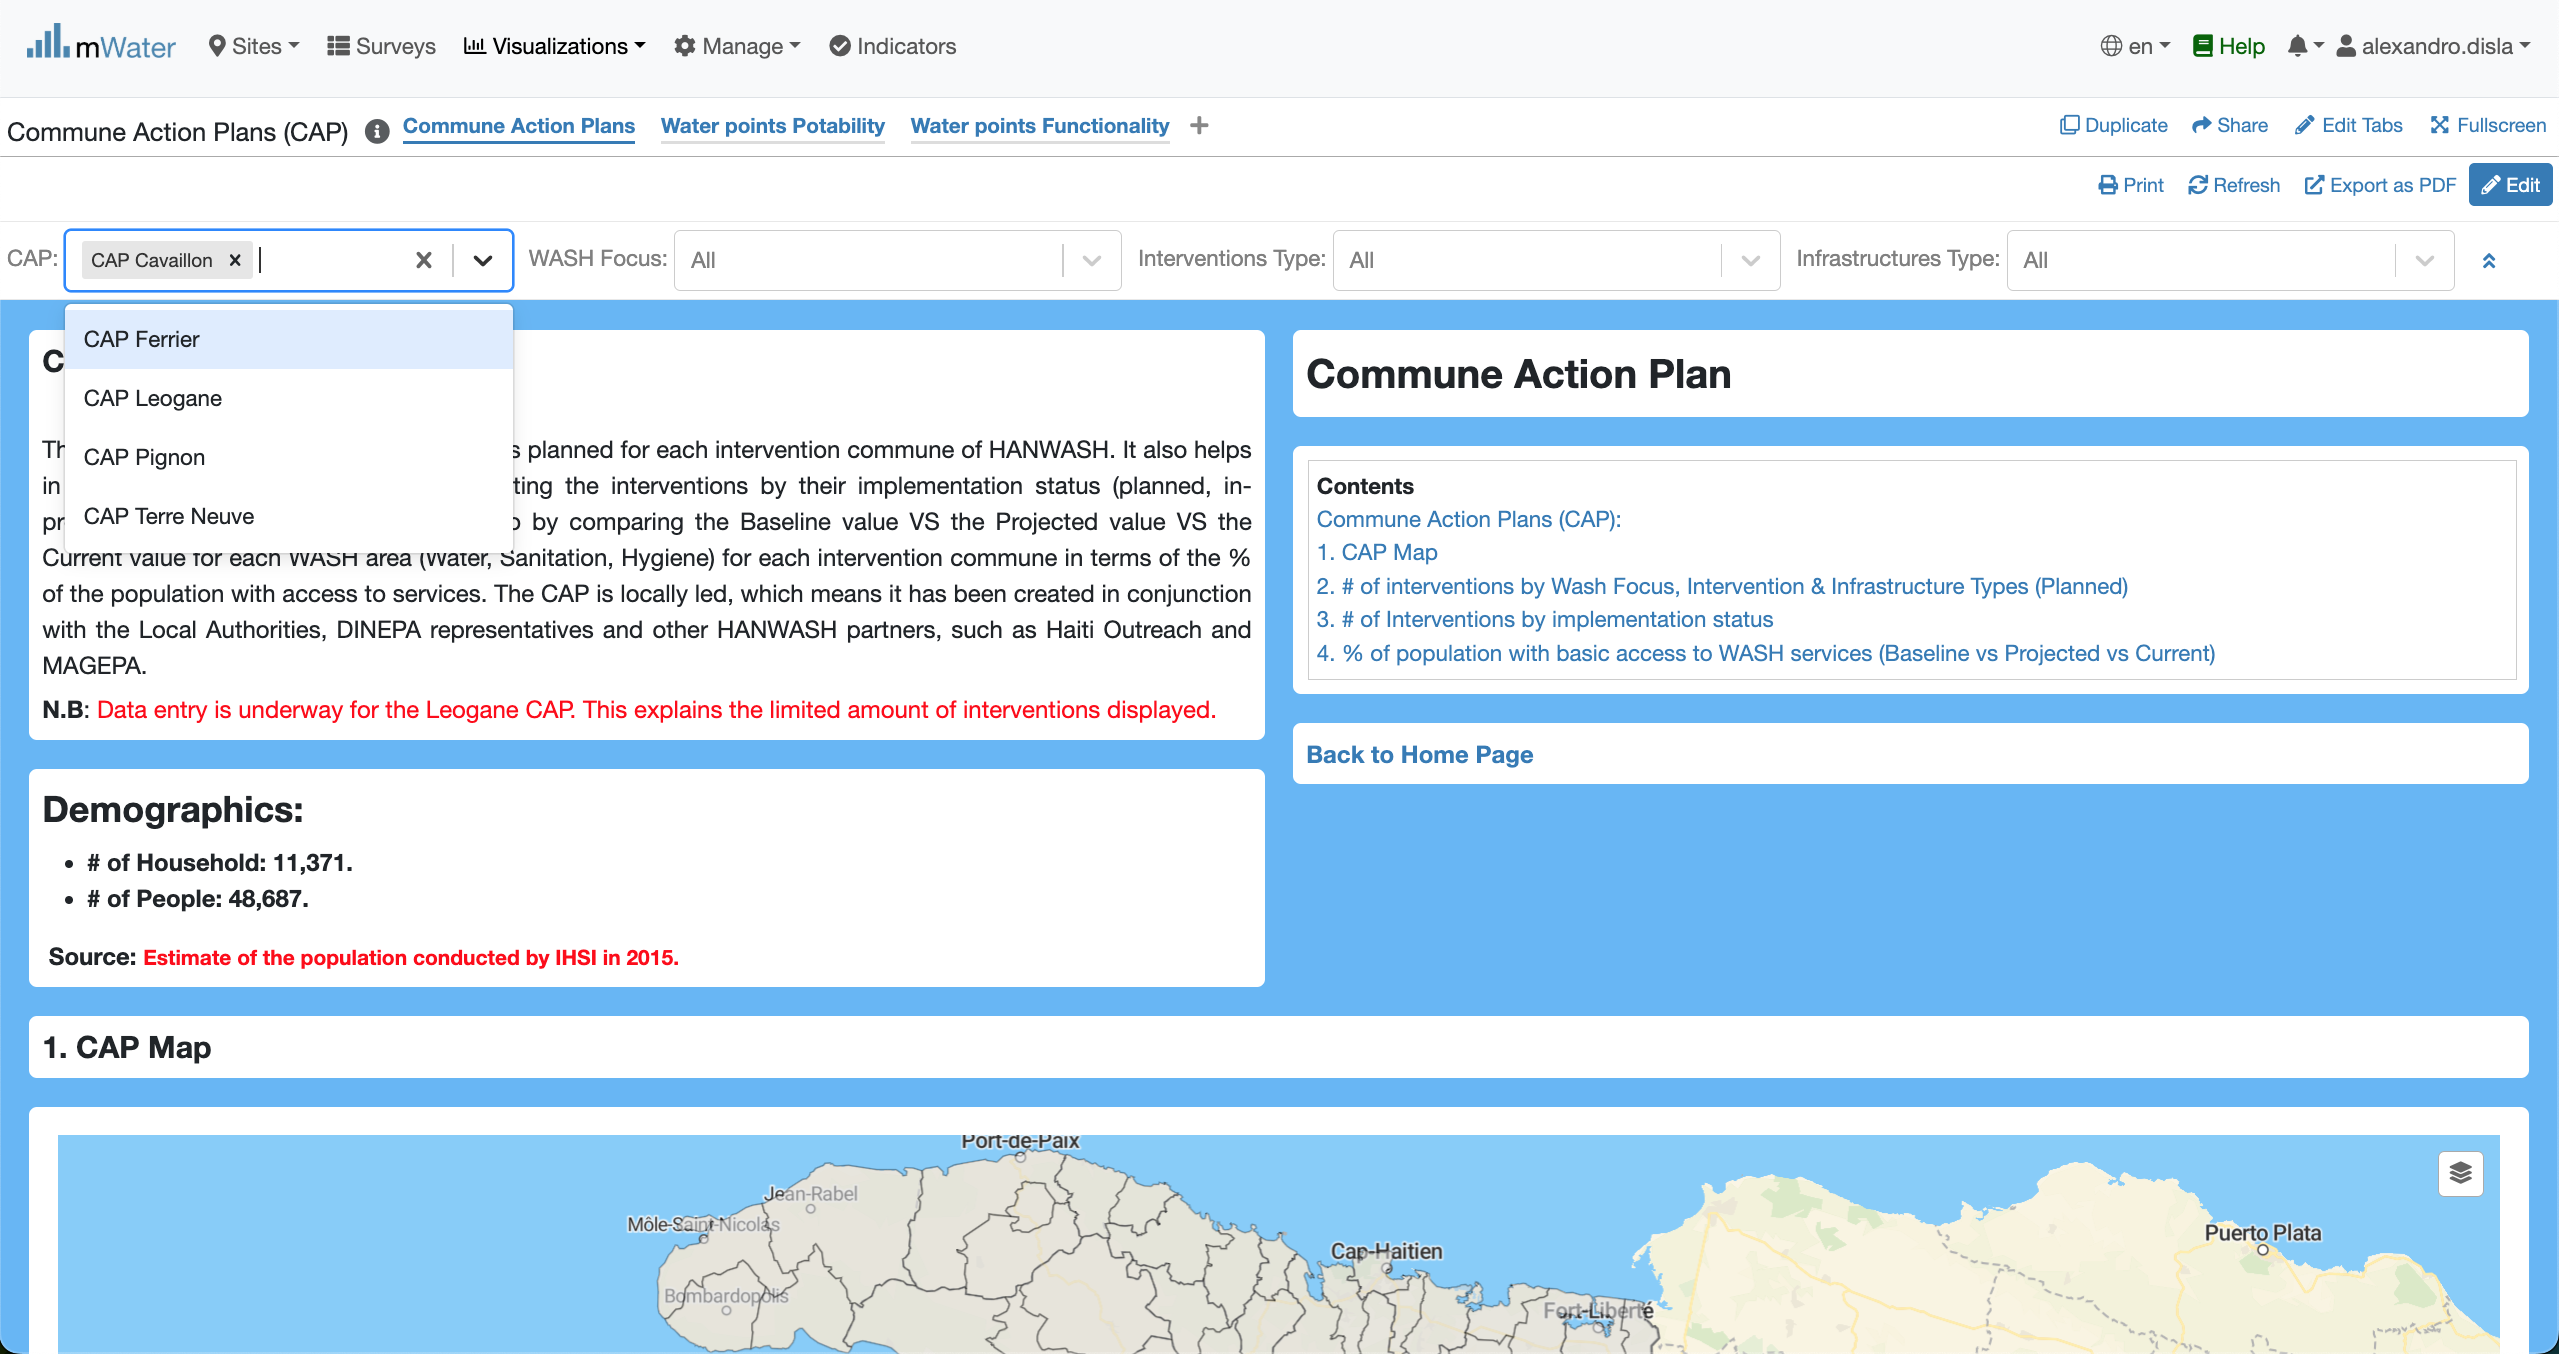 mWater Sites Surveys Visualizations Manage Indicators en Help alexandro.disla
Commune Action Plans (CAP) Commune Action Plans Water points Potability Water points Functionality + Duplicate Share Edit Tabs Fullscreen
Print Refresh Export as PDF Edit
CAP: CAP Cavaillon WASH Focus: All Interventions Type: All Infrastructures Type: All
CAP Ferrier
CAP Leogane
CAP Pignon
CAP Terre Neuve
planned for each intervention commune of HANWASH. It also helps
in the interventions by their implementation status (planned, in-
by comparing the Baseline value VS the Projected value VS the
Current value for each WASH area (Water, Sanitation, Hygiene) for each intervention commune in terms of the %
of the population with access to services. The CAP is locally led, which means it has been created in conjunction
with the Local Authorities, DINEPA representatives and other HANWASH partners, such as Haiti Outreach and
MAGEPA.
N.B: Data entry is underway for the Leogane CAP. This explains the limited amount of interventions displayed.
Commune Action Plan
Contents
Commune Action Plans (CAP):
1. CAP Map
2. # of interventions by Wash Focus, Intervention & Infrastructure Types (Planned)
3. # of Interventions by implementation status
4. % of population with basic access to WASH services (Baseline vs Projected vs Current)
Back to Home Page
Demographics:
• # of Household: 11,371.
• # of People: 48,687.
Source: Estimate of the population conducted by IHSI in 2015.
1. CAP Map
Port-de-Paix
Jean-Rabel
Môle-Saint-Nicolas
Puerto Plata
Cap-Haitien
Bombardopolis
Fort-Liberté